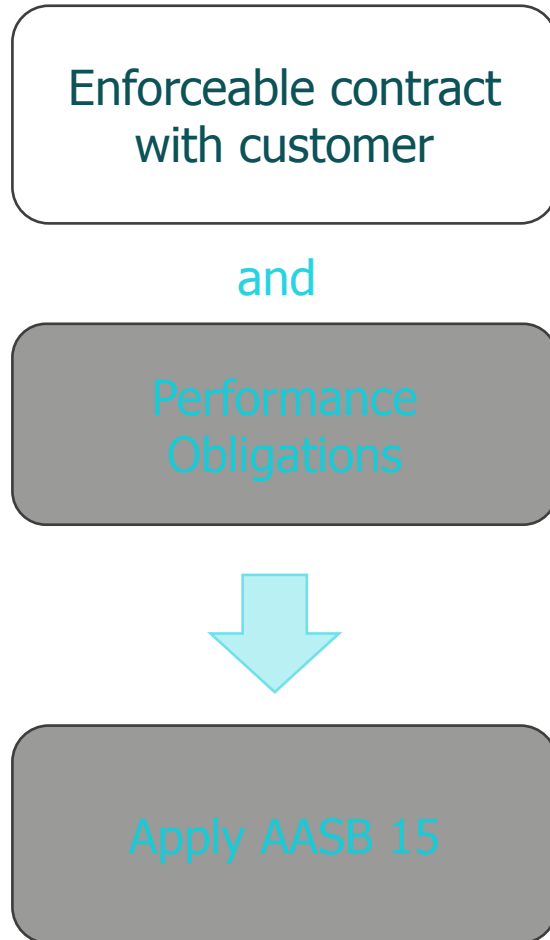 Enforceable contract
with customer
and
Performance
Obligations
Apply AASB 15